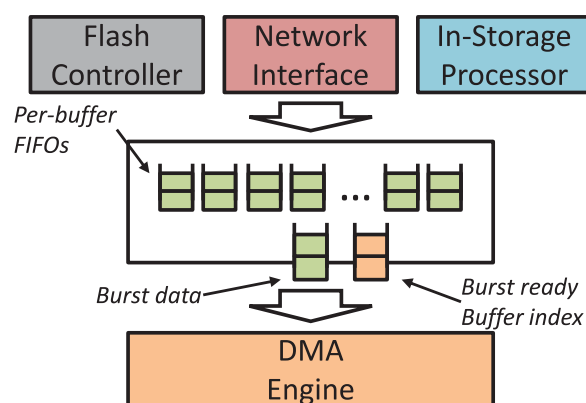 Flash
Controller
Network
Interface
In-Storage
Processor
Per-buffer
FIFOs
...
Burst data
Burst ready
Buffer index
DMA
Engine